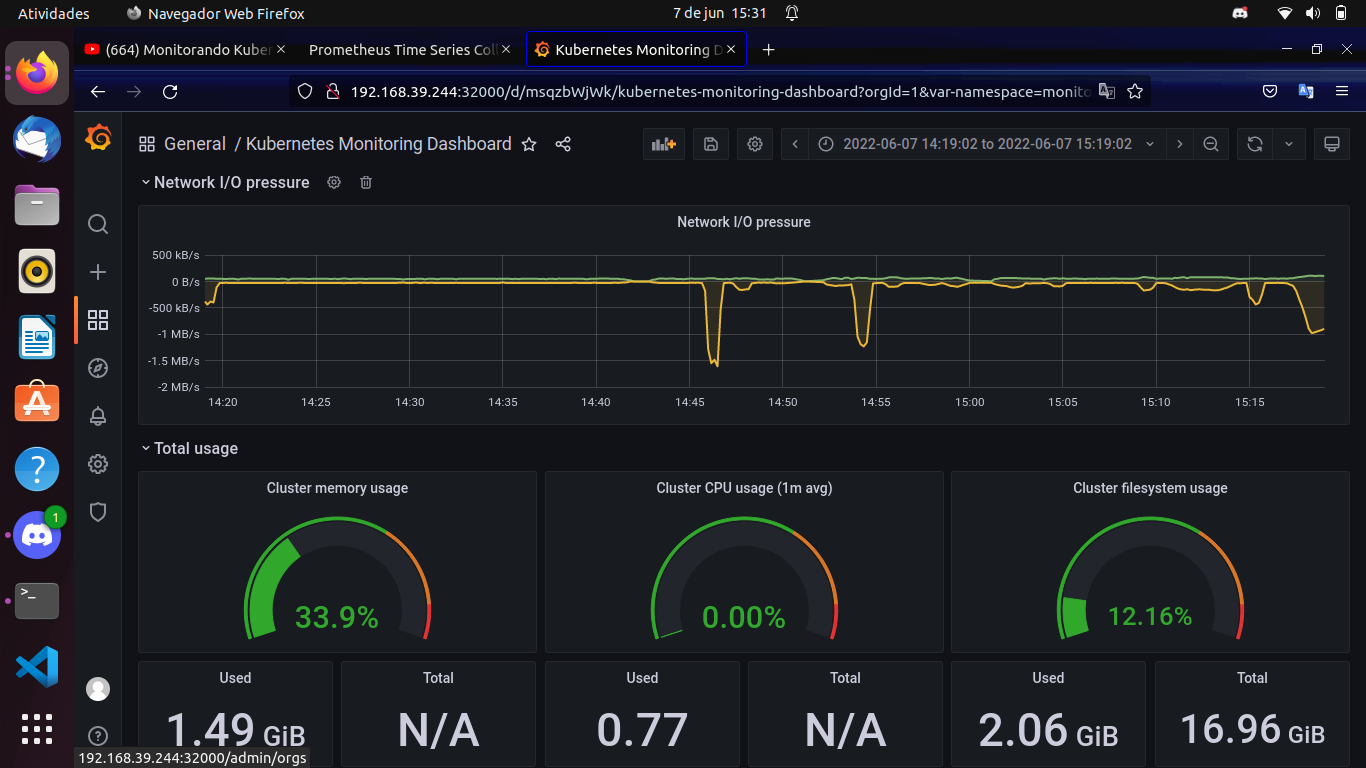 Atividades Navegador Web Firefox 7 de jun 15:31
(664) Monitorando Kuber Prometheus Time Series Coll Kubernetes Monitoring D
192.168.39.244:32000/d/msqzbWjWk/kubernetes-monitoring-dashboard?orgId=1&var-namespace=monito
General / Kubernetes Monitoring Dashboard 2022-06-07 14:19:02 to 2022-06-07 15:19:02
Network I/O pressure
Network I/O pressure
500 kB/s
0 B/s
-500 kB/s
-1 MB/s
-1.5 MB/s
-2 MB/s
14:20 14:25 14:30 14:35 14:40 14:45 14:50 14:55 15:00 15:05 15:10 15:15
Total usage
Cluster memory usage Cluster CPU usage (1m avg) Cluster filesystem usage
33.9% 0.00% 12.16%
1
Used Total Used Total Used Total
1.49 GiB N/A 0.77 N/A 2.06 GiB 16.96 GiB
192.168.39.244:32000/admin/orgs